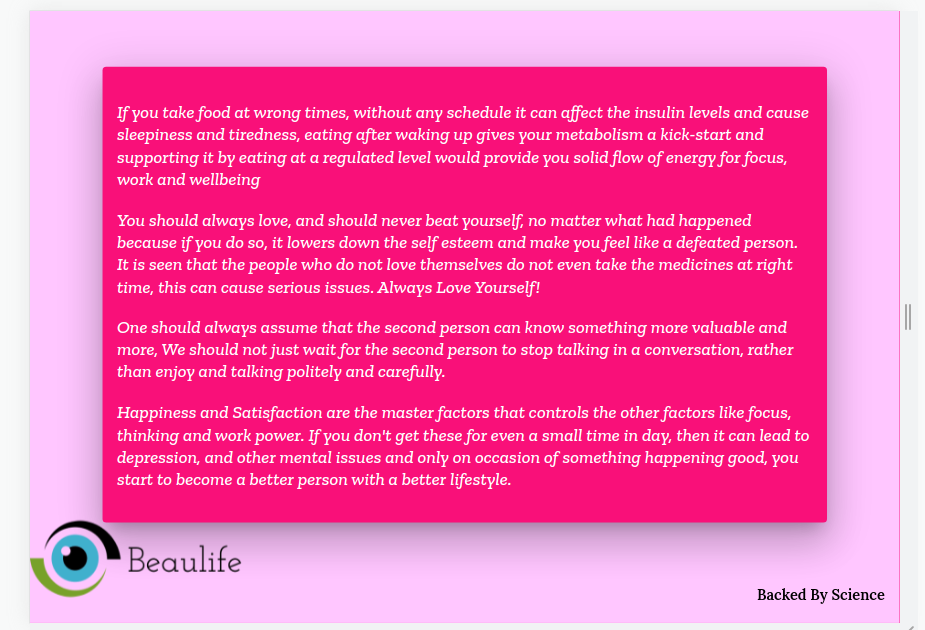 If you take food at wrong times, without any schedule it can affect the insulin levels and cause
sleepiness and tiredness, eating after waking up gives your metabolism a kick-start and
supporting it by eating at a regulated level would provide you solid flow of energy for focus,
work and wellbeing
You should always love, and should never beat yourself, no matter what had happened
because if you do so, it lowers down the self esteem and make you feel like a defeated person.
It is seen that the people who do not love themselves do not even take the medicines at right
time, this can cause serious issues. Always Love Yourself!
One should always assume that the second person can know something more valuable and
more, We should not just wait for the second person to stop talking in a conversation, rather
than enjoy and talking politely and carefully.
Happiness and Satisfaction are the master factors that controls the other factors like focus,
thinking and work power. If you don't get these for even a small time in day, then it can lead to
depression, and other mental issues and only on occasion of something happening good, you
start to become a better person with a better lifestyle.
Beaulife
Backed By Science